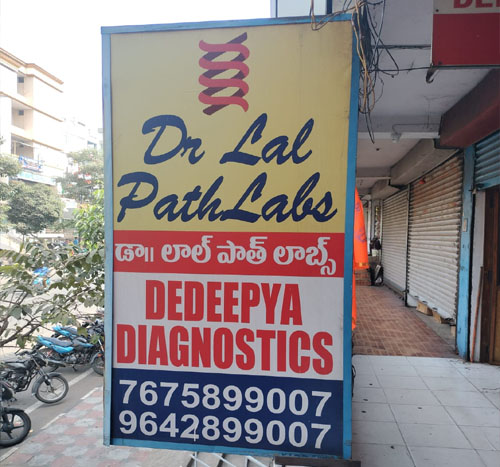 Dr Lal
PathLabs
డా॥ లాల్ పాత్ లాబ్స్
DEDEEPYA
DIAGNOSTICS
7675899007
9642899007